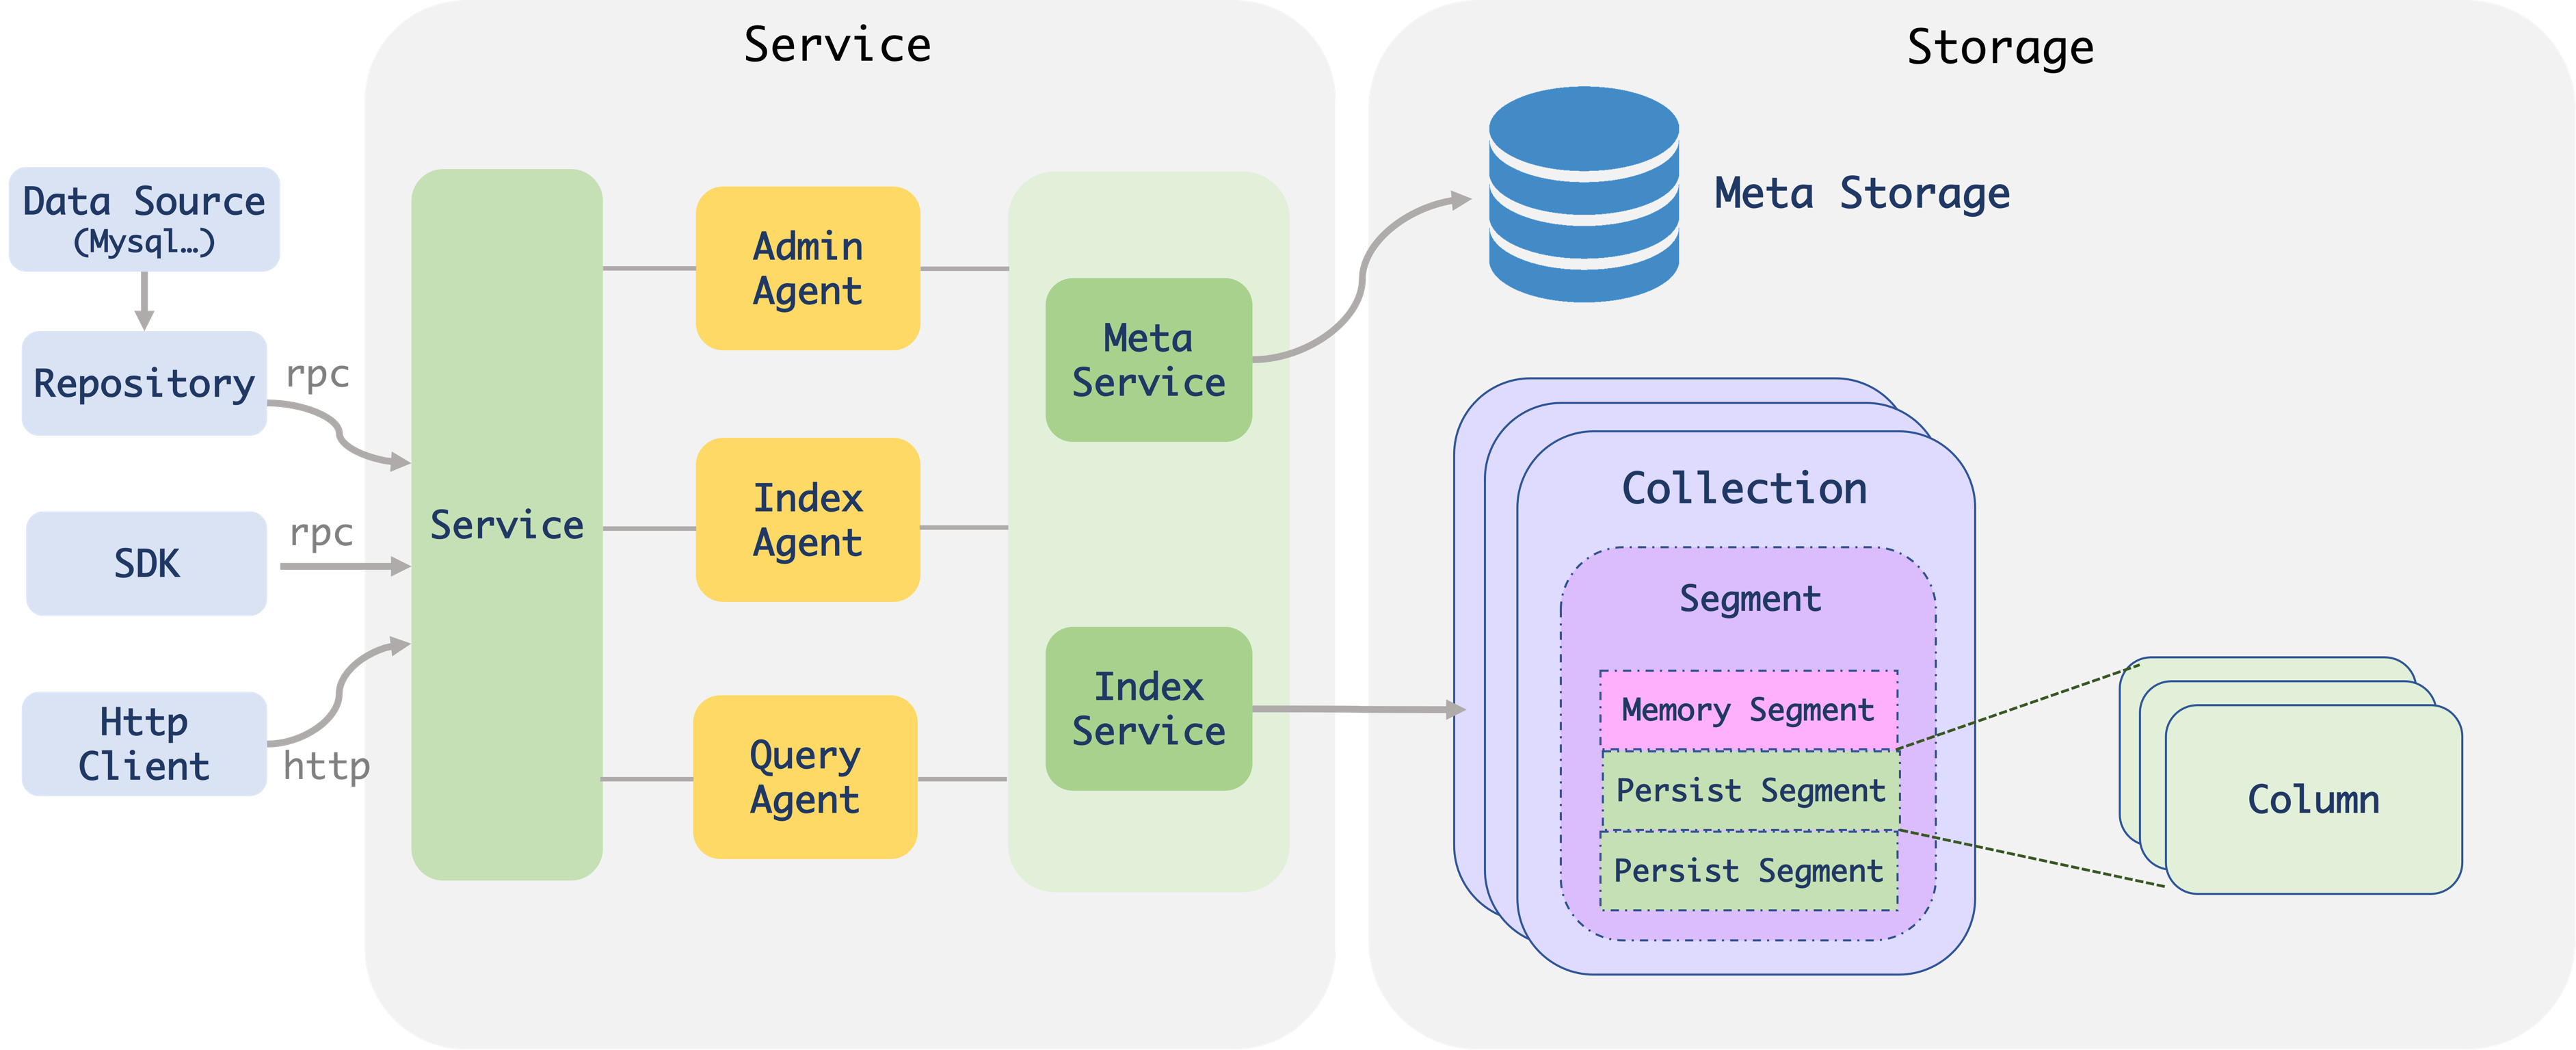 Service
Storage
Data Source
(Mysql…)
Repository
rpc
SDK
rpc
Http
Client
http
Service
Admin
Agent
Index
Agent
Query
Agent
Meta
Service
Index
Service
Meta Storage
Collection
Segment
Memory Segment
Persist Segment
Persist Segment
Column